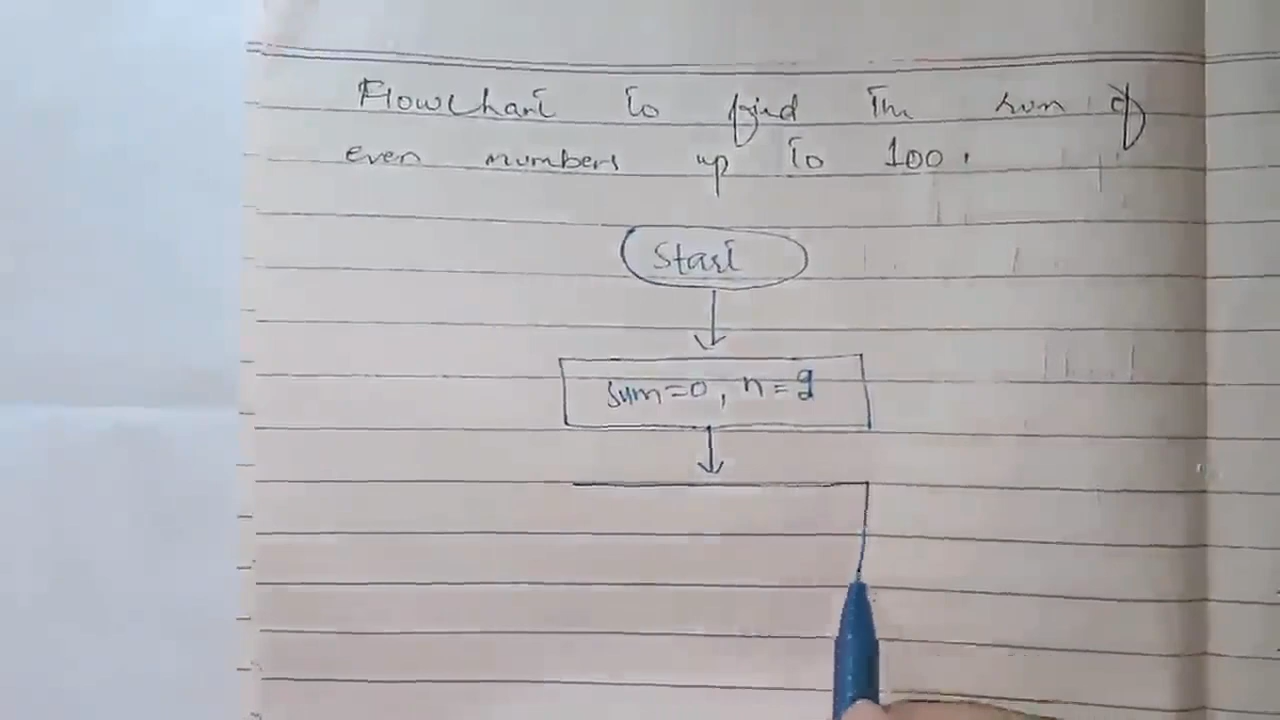 Flowchart to find the sum of
even numbers up to 100.
Start
sum=0, n=2